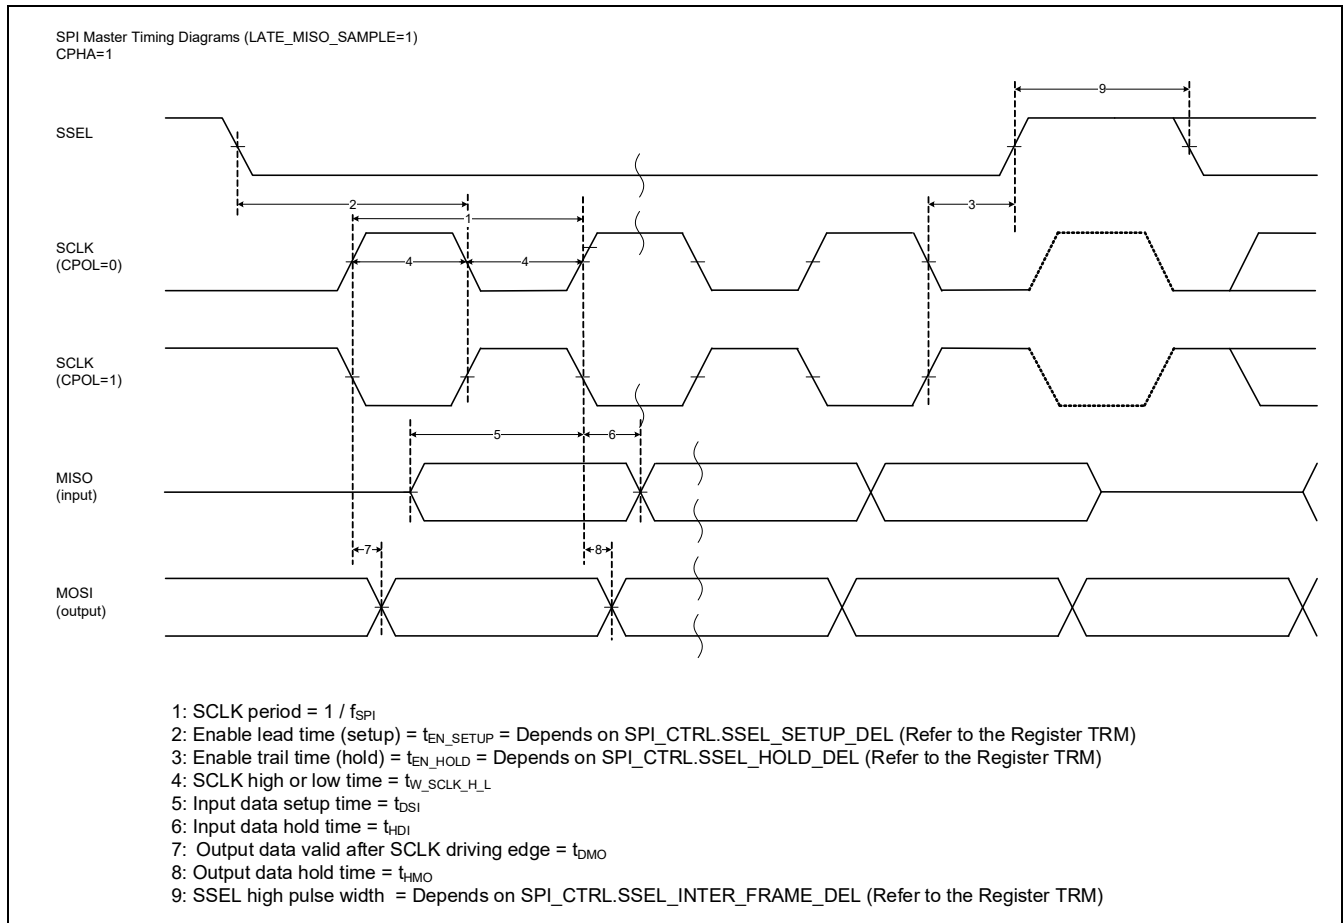 SPI Master Timing Diagrams (LATE_MISO_SAMPLE=1)
CPHA=1
9
SSEL
2
3
1
SCLK
(CPOL=0)
4
4
SCLK
(CPOL=1)
5
6
MISO
(input)
7
8
MOSI
(output)
1: SCLK period = 1 / fSPI
2: Enable lead time (setup) = tEN_SETUP = Depends on SPI_CTRL.SSEL_SETUP_DEL (Refer to the Register TRM)
3: Enable trail time (hold) = tEN_HOLD = Depends on SPI_CTRL.SSEL_HOLD_DEL (Refer to the Register TRM)
4: SCLK high or low time = tW_SCLK_H_L
5: Input data setup time = tDSI
6: Input data hold time = tHDI
7: Output data valid after SCLK driving edge = tDMO
8: Output data hold time = tHMO
9: SSEL high pulse width = Depends on SPI_CTRL.SSEL_INTER_FRAME_DEL (Refer to the Register TRM)